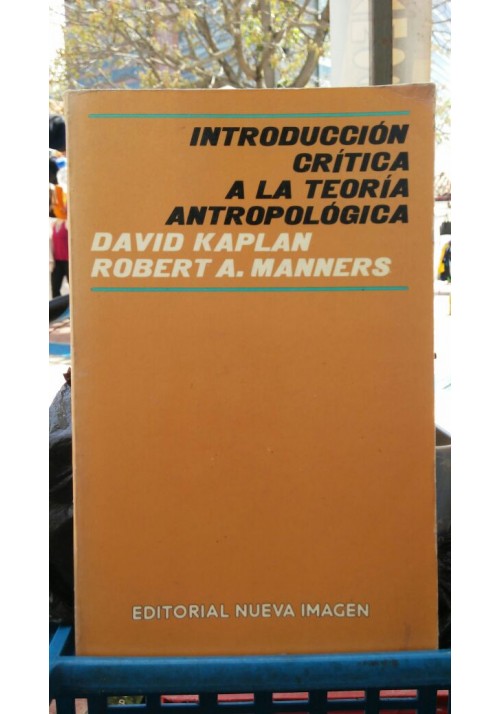 INTRODUCCIÓN
CRÍTICA
A LA TEORÍA
ANTROPOLÓGICA
DAVID KAPLAN
ROBERT A. MANNERS
EDITORIAL NUEVA IMAGEN